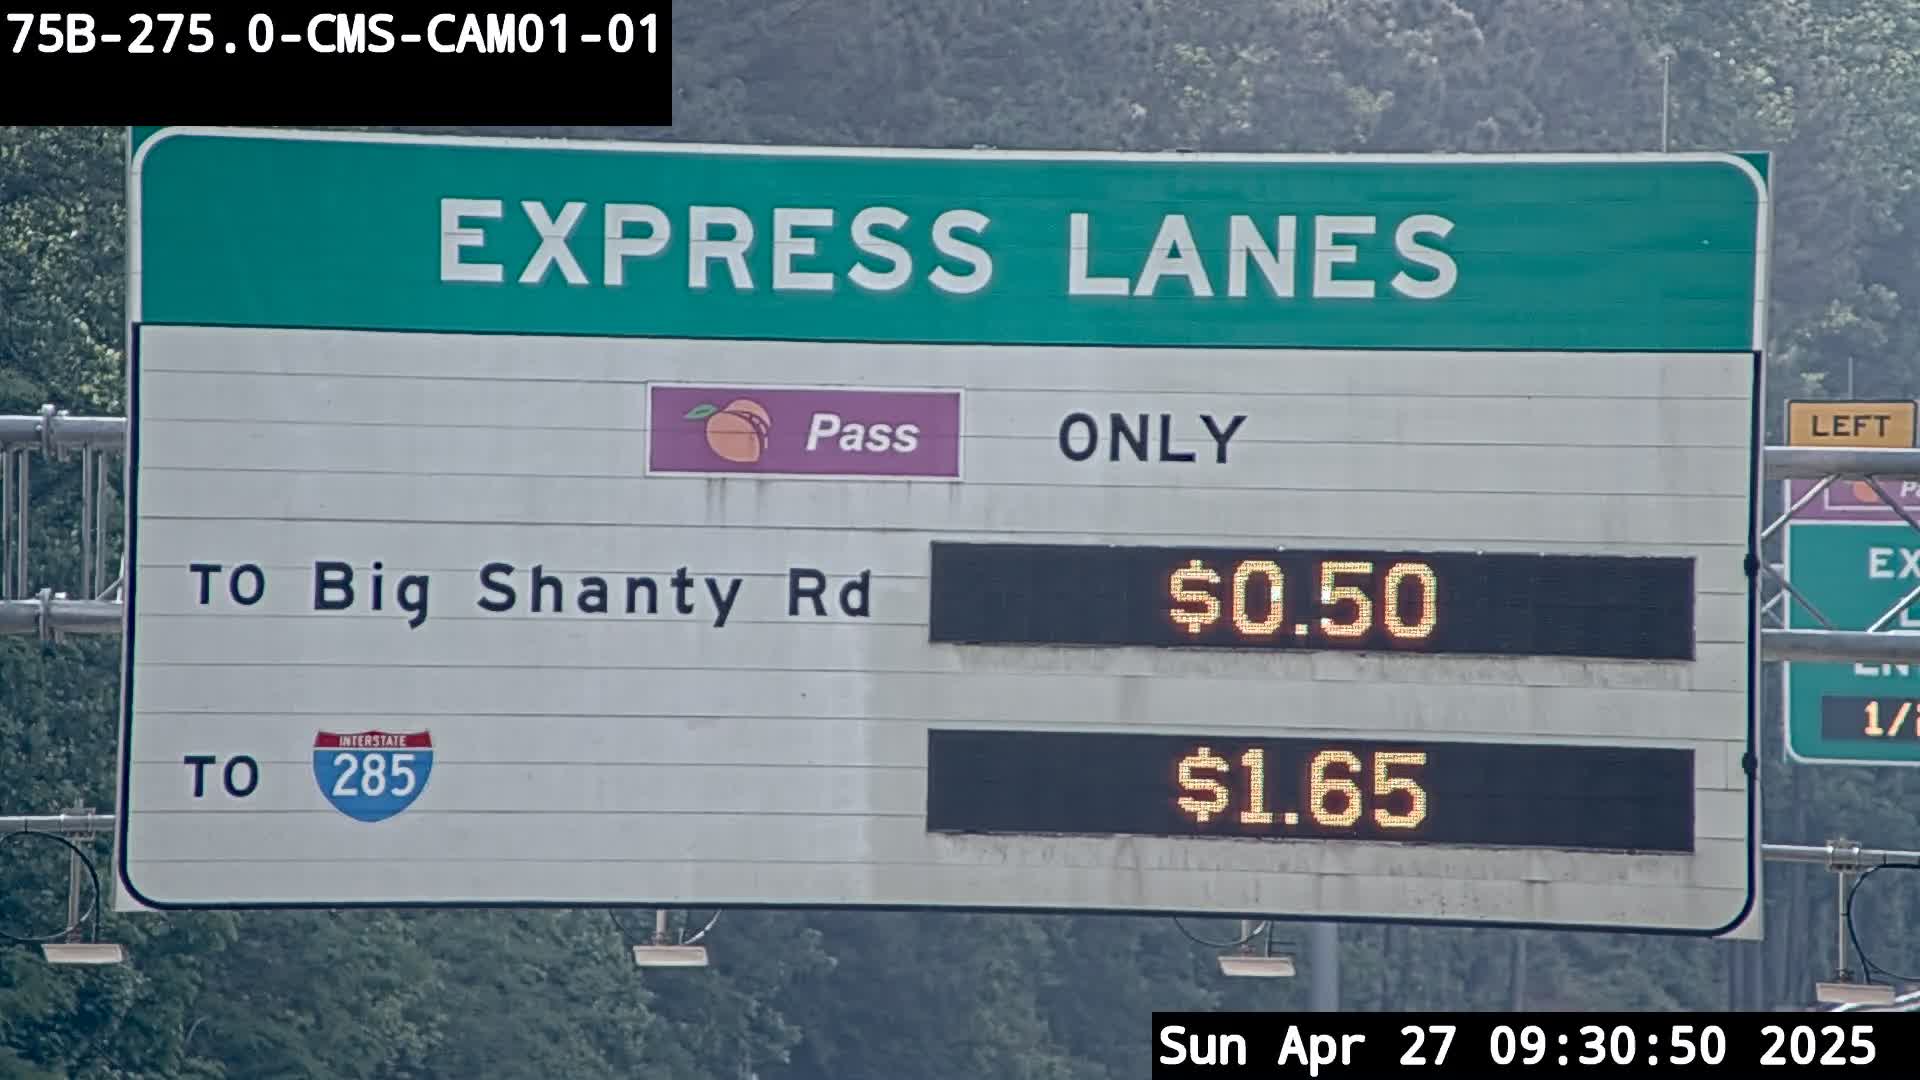 75B-275.0-CMS-CAM01-01
EXPRESS LANES
Pass ONLY
TO Big Shanty Rd $0.50
TO INTERSTATE 285 $1.65
LEFT
Sun Apr 27 09:30:50 2025